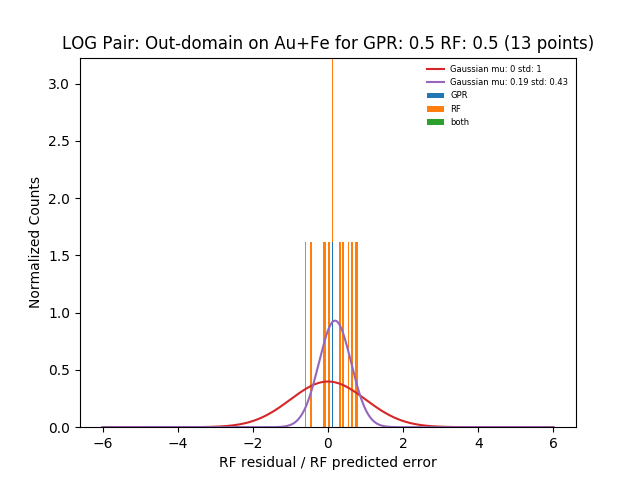 LOG Pair: Out-domain on Au+Fe for GPR: 0.5 RF: 0.5 (13 points)
Gaussian mu: 0 std: 1
Gaussian mu: 0.19 std: 0.43
GPR
RF
both
3.0
2.5
2.0
1.5
1.0
0.5
0.0
Normalized Counts
−6 −4 −2 0 2 4 6
RF residual / RF predicted error